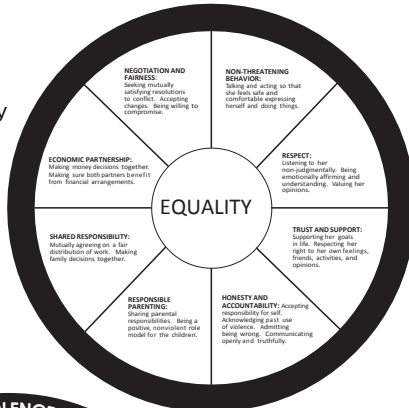 y
NEGOTIATION AND
FAIRNESS:
Seeking mutually
satisfying resolutions
to conflict. Accepting
changes. Being willing to
compromise.
NON-THREATENING
BEHAVIOR:
Talking and acting so that
she feels safe and
comfortable expressing
herself and doing things.
ECONOMIC PARTNERSHIP:
Making money decisions together.
Making sure both partners benefit
from financial arrangements.
RESPECT:
Listening to her
non-judgmentally. Being
emotionally affirming and
understanding. Valuing her
opinions.
EQUALITY
SHARED RESPONSIBILITY:
Mutually agreeing on a fair
distribution of work. Making
family decisions together.
TRUST AND SUPPORT:
Supporting her goals
in life. Respecting her
right to her own feelings,
friends, activities, and
opinions.
RESPONSIBLE
PARENTING:
Sharing parental
responsibilities. Being a
positive, nonviolent role
model for the children.
HONESTY AND
ACCOUNTABILITY: Accepting
responsibility for self.
Acknowledging past use
of violence. Admitting
being wrong. Communicating
openly and truthfully.